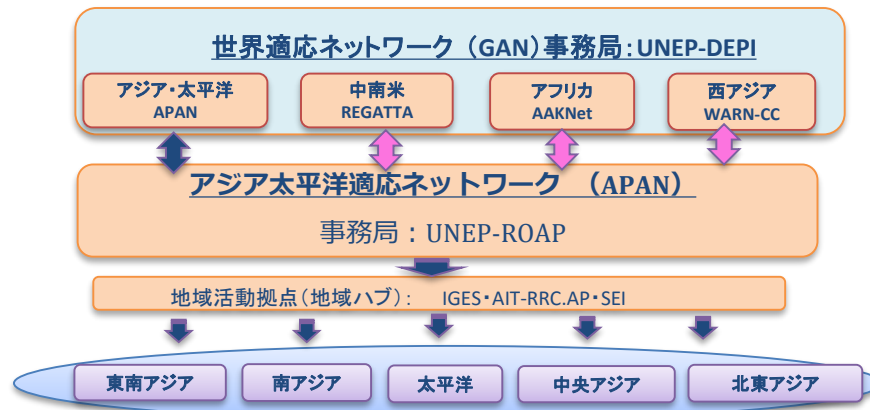 世界適応ネットワーク（GAN）事務局：UNEP-DEPI
アジア・太平洋
APAN
中南米
REGATTA
アフリカ
AAKNet
西アジア
WARN-CC
アジア太平洋適応ネットワーク （APAN）
事務局：UNEP-ROAP
地域活動拠点（地域ハブ）： IGES・AIT-RRC.AP・SEI
東南アジア
南アジア
太平洋
中央アジア
北東アジア